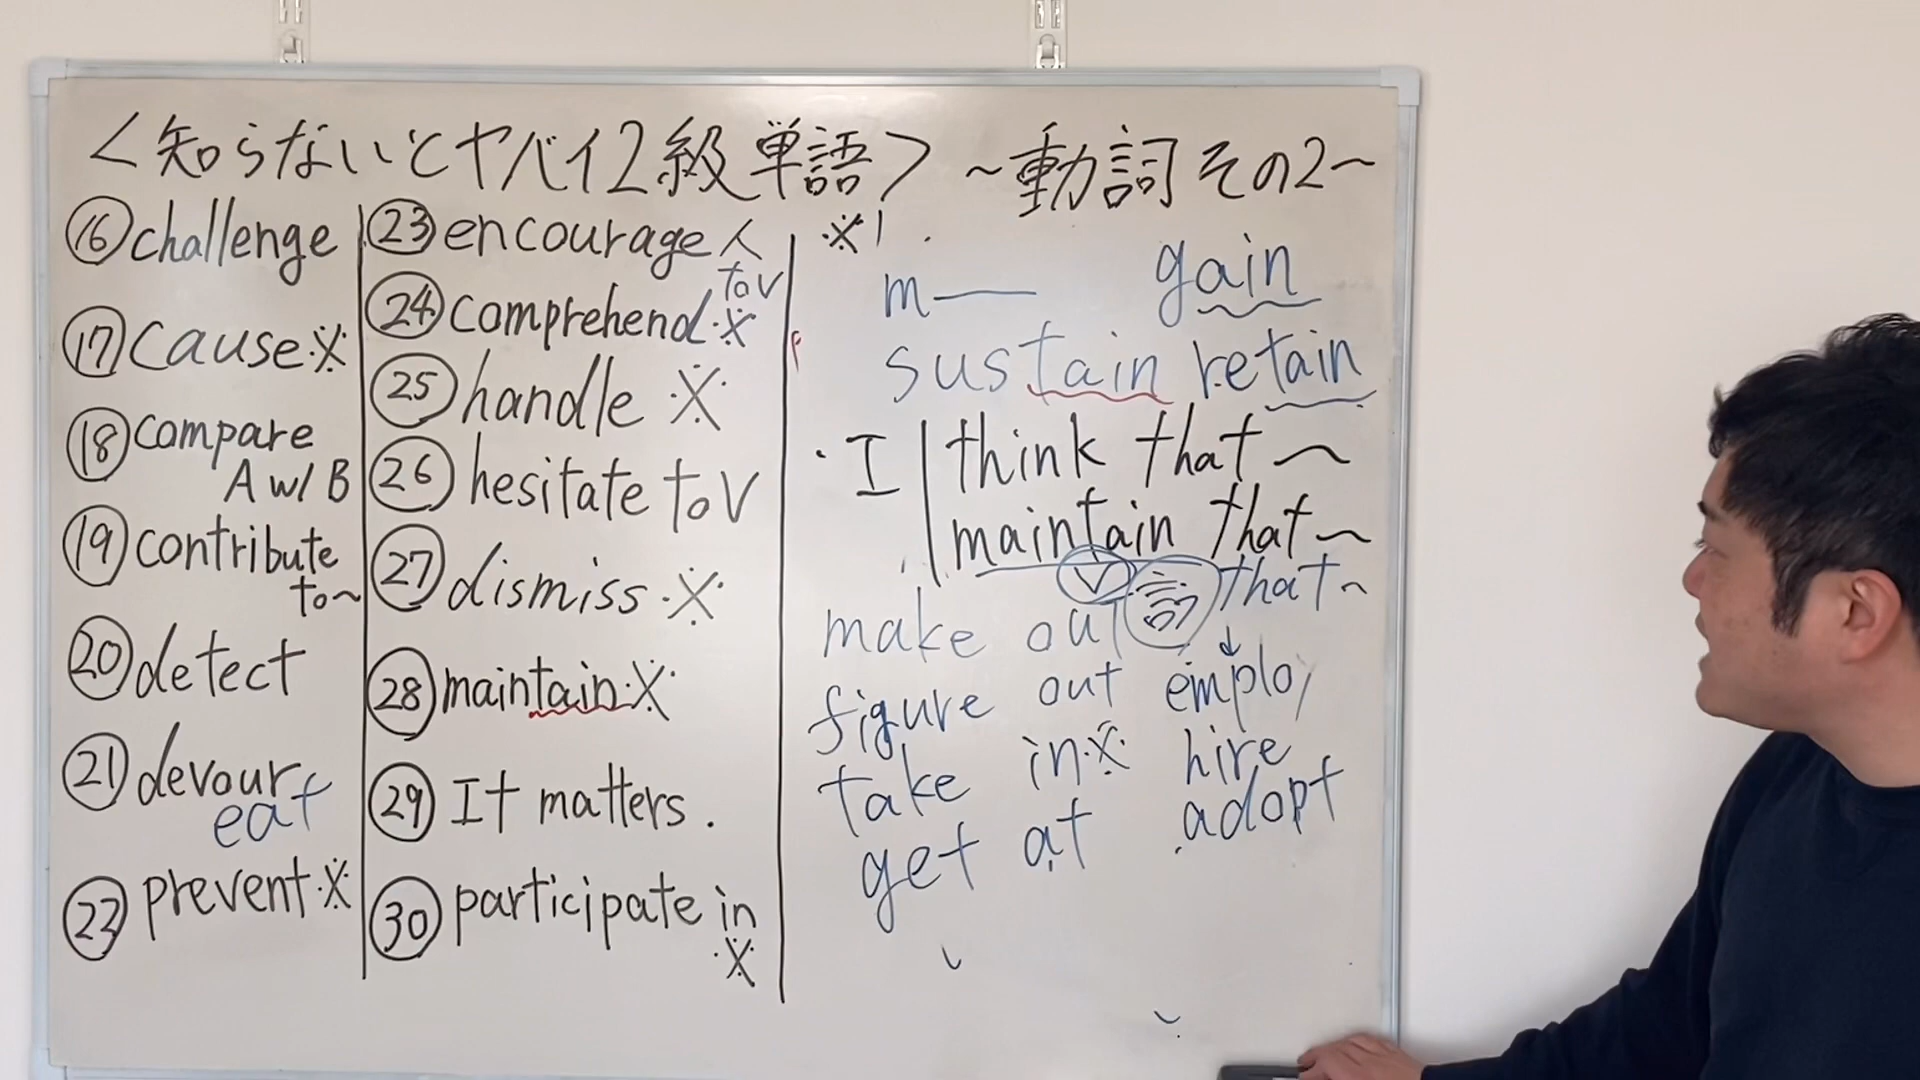 <知らないとヤバイ2級単語> ~動詞その2~
⑯challenge
⑰cause※
⑱compare
A w/ B
⑲contribute
to~
⑳detect
㉑devour
eat
㉒prevent※
㉓encourage 人
to V
㉔comprehend※
㉕handle ※
㉖hesitate to V
㉗dismiss※
㉘maintain※
㉙It matters.
㉚participate in
※
※1
m— gain
sustain retain
・I think that ~
maintain that ~
V 言 that ~
make out
figure out employ
take in※ hire
get at adopt